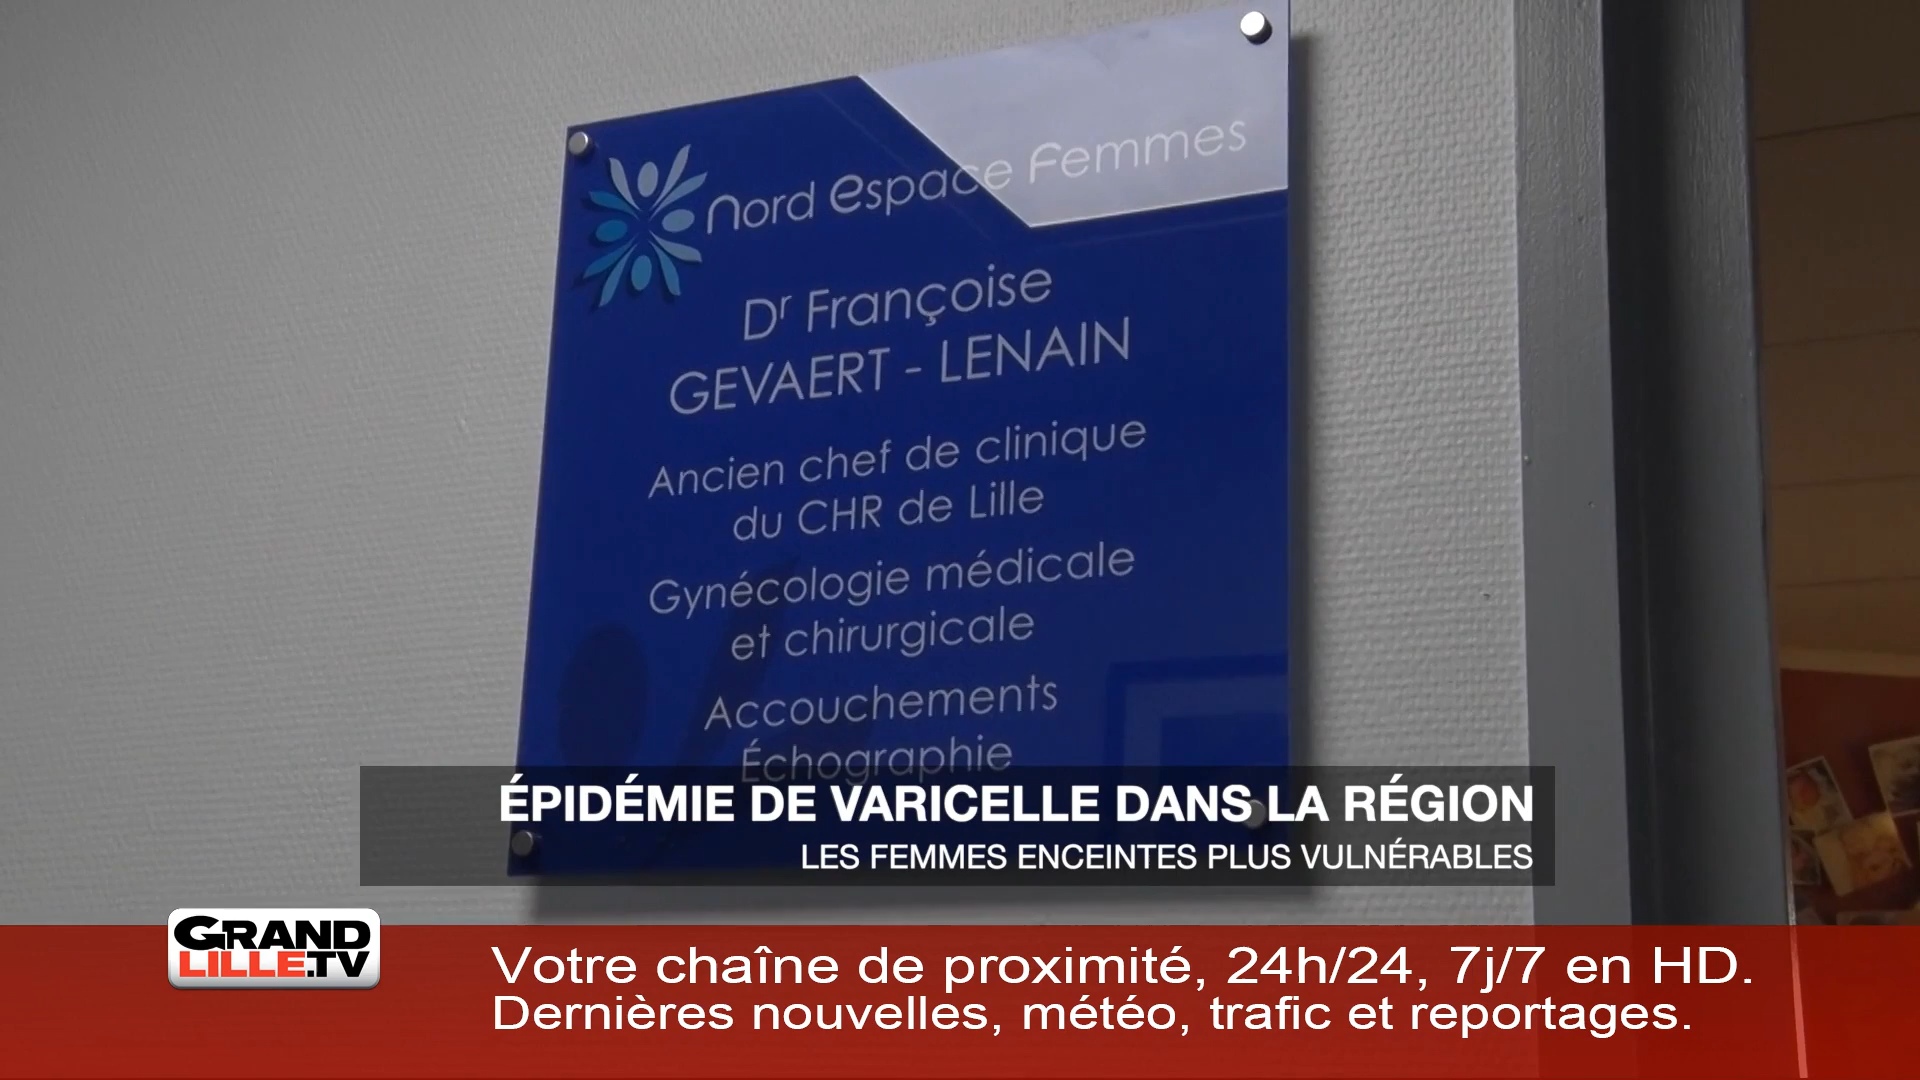 Nord Espace Femmes
Dr Françoise
GEVAERT - LENAIN
Ancien chef de clinique
du CHR de Lille
Gynécologie médicale
et chirurgicale
Accouchements
Échographie
ÉPIDÉMIE DE VARICELLE DANS LA RÉGION
LES FEMMES ENCEINTES PLUS VULNÉRABLES
GRAND
LILLE.TV
Votre chaîne de proximité, 24h/24, 7j/7 en HD.
Dernières nouvelles, météo, trafic et reportages.